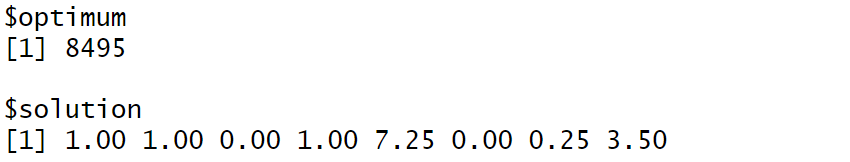 $optimum
[1] 8495
$solution
[1] 1.00 1.00 0.00 1.00 7.25 0.00 0.25 3.50